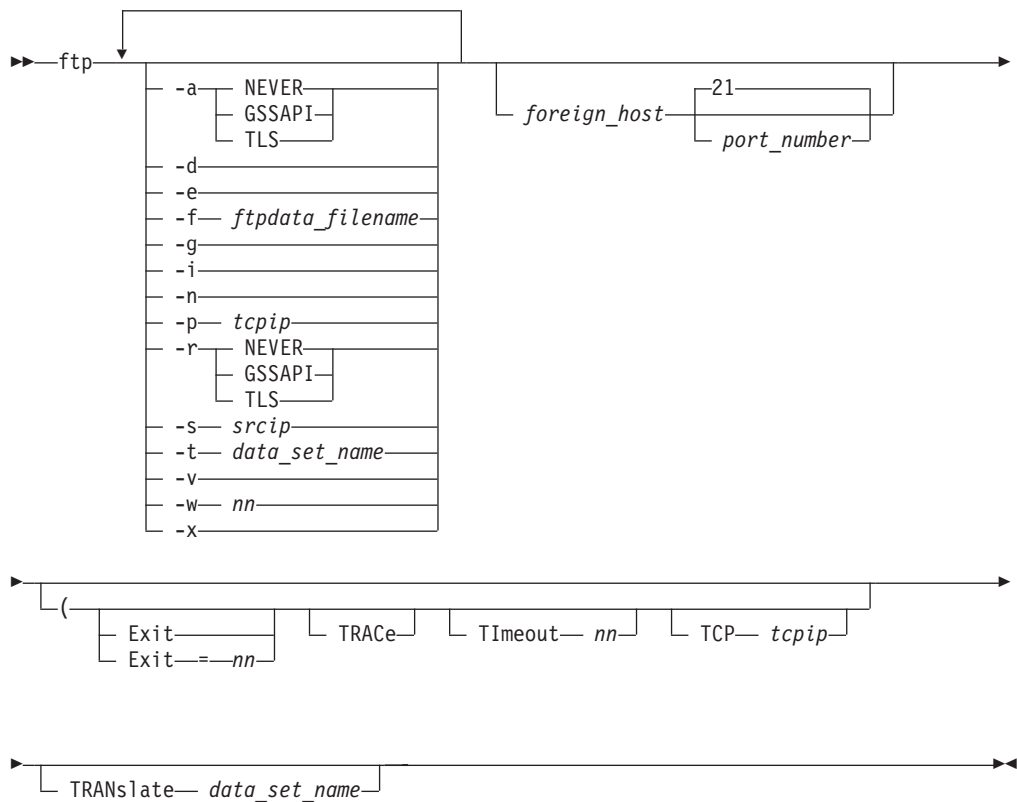 ftp
-a NEVER
GSSAPI
TLS
-d
-e
-f ftpdata_filename
-g
-i
-n
-p tcpip
-r NEVER
GSSAPI
TLS
-s srcip
-t data_set_name
-v
-w nn
-x
21
foreign_host
port_number
(
Exit
Exit = nn
TRACe
TImeout nn
TCP tcpip
TRANslate data_set_name